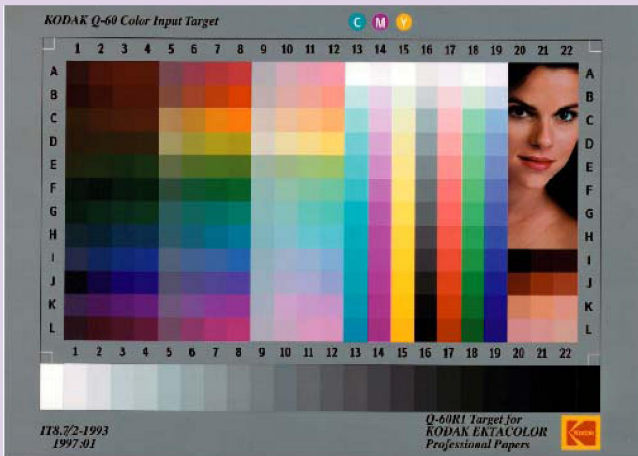 KODAK Q-60 Color Input Target
C M Y
1 2 3 4 5 6 7 8 9 10 11 12 13 14 15 16 17 18 19 20 21 22
A A
B B
C C
D D
E E
F F
G G
H H
I I
J J
K K
L L
1 2 3 4 5 6 7 8 9 10 11 12 13 14 15 16 17 18 19 20 21 22
IT8.7/2-1993
1997:01
Q-60R1 Target for
KODAK EKTACOLOR
Professional Papers
Kodak